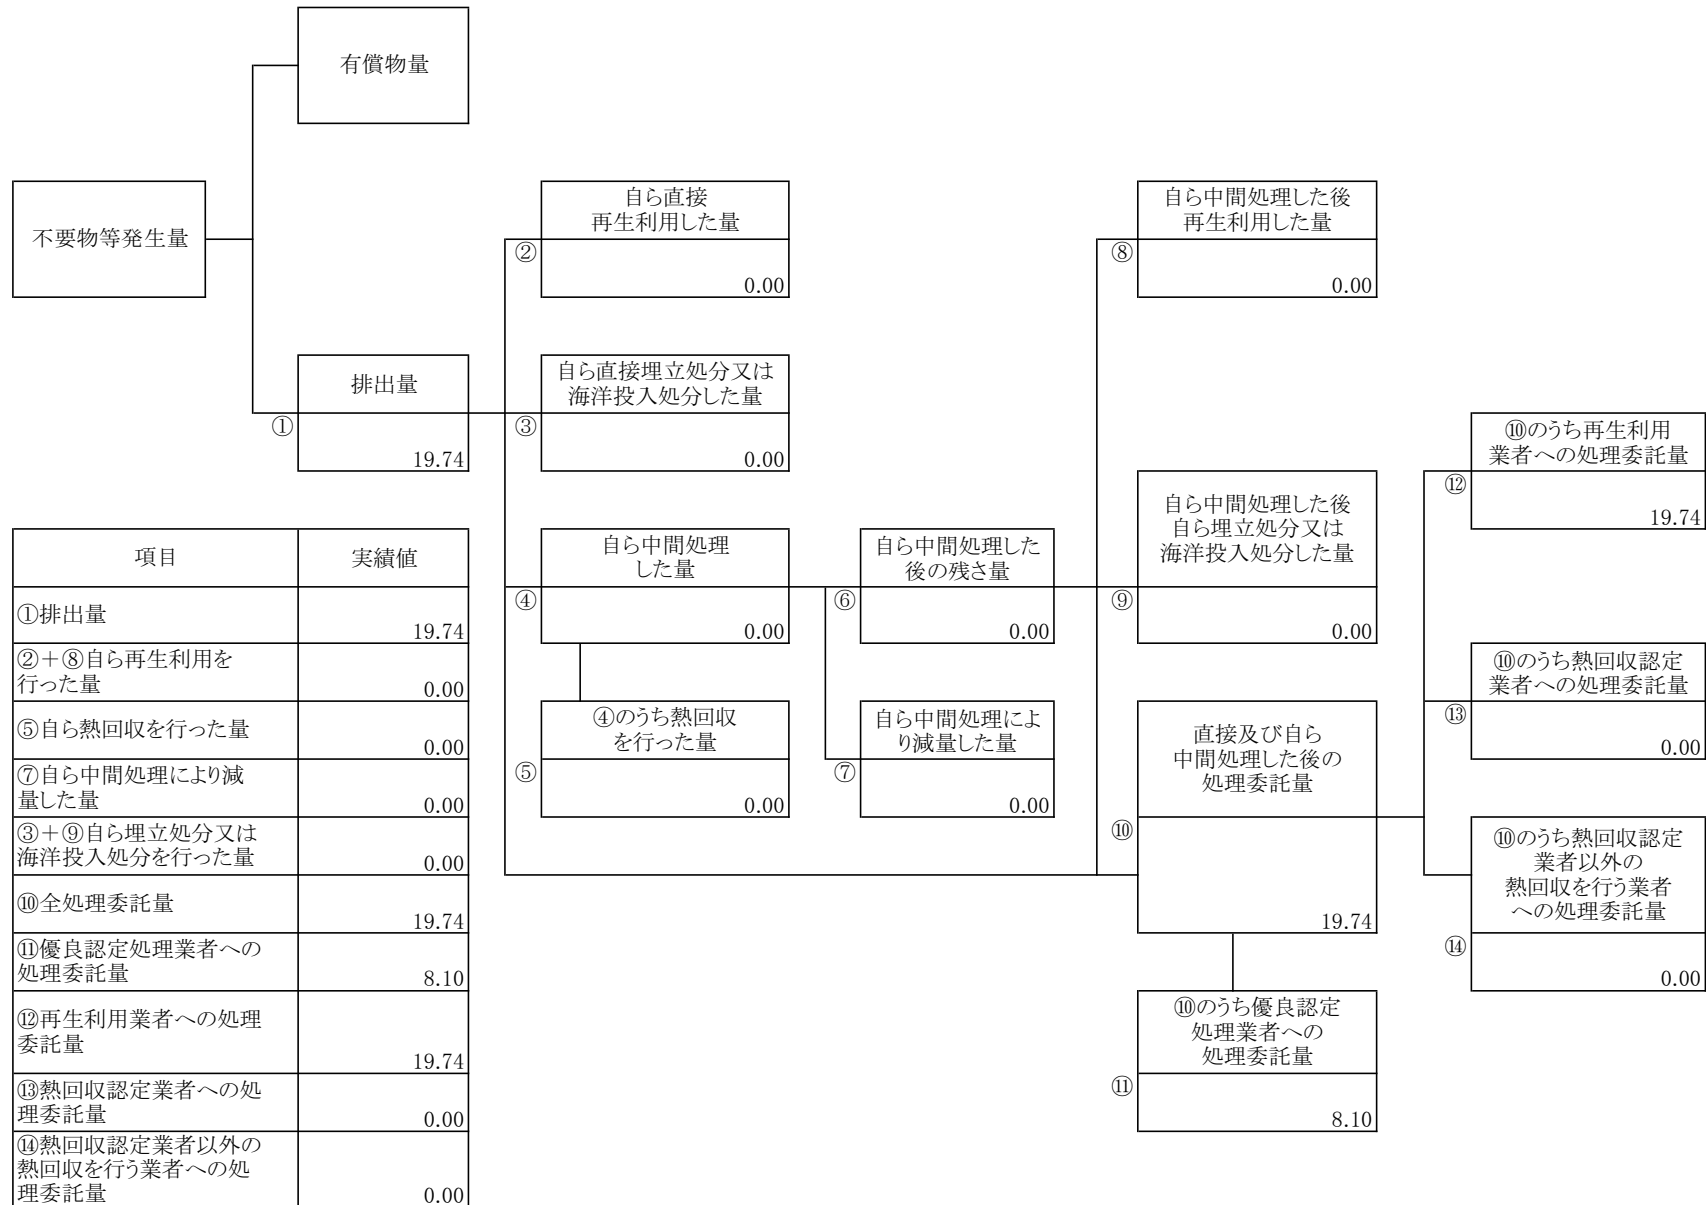 有償物量
不要物等発生量
自ら直接
再生利用した量
②
0.00
自ら中間処理した後
再生利用した量
⑧
0.00
排出量
①
19.74
自ら直接埋立処分又は
海洋投入処分した量
③
0.00
⑩のうち再生利用
業者への処理委託量
⑫
19.74
自ら中間処理
した量
④
0.00
自ら中間処理した
後の残さ量
⑥
0.00
自ら中間処理した後
自ら埋立処分又は
海洋投入処分した量
⑨
0.00
④のうち熱回収
を行った量
⑤
0.00
自ら中間処理によ
り減量した量
⑦
0.00
直接及び自ら
中間処理した後の
処理委託量
⑩
19.74
⑩のうち熱回収認定
業者への処理委託量
⑬
0.00
⑩のうち熱回収認定
業者以外の
熱回収を行う業者
への処理委託量
⑭
0.00
⑩のうち優良認定
処理業者への
処理委託量
⑪
8.10
項目 実績値
①排出量
19.74
②+⑧自ら再生利用を
行った量
0.00
⑤自ら熱回収を行った量
0.00
⑦自ら中間処理により減
量した量
0.00
③+⑨自ら埋立処分又は
海洋投入処分を行った量
0.00
⑩全処理委託量
19.74
⑪優良認定処理業者への
処理委託量
8.10
⑫再生利用業者への処理
委託量
19.74
⑬熱回収認定業者への処
理委託量
0.00
⑭熱回収認定業者以外の
熱回収を行う業者への処
理委託量
0.00